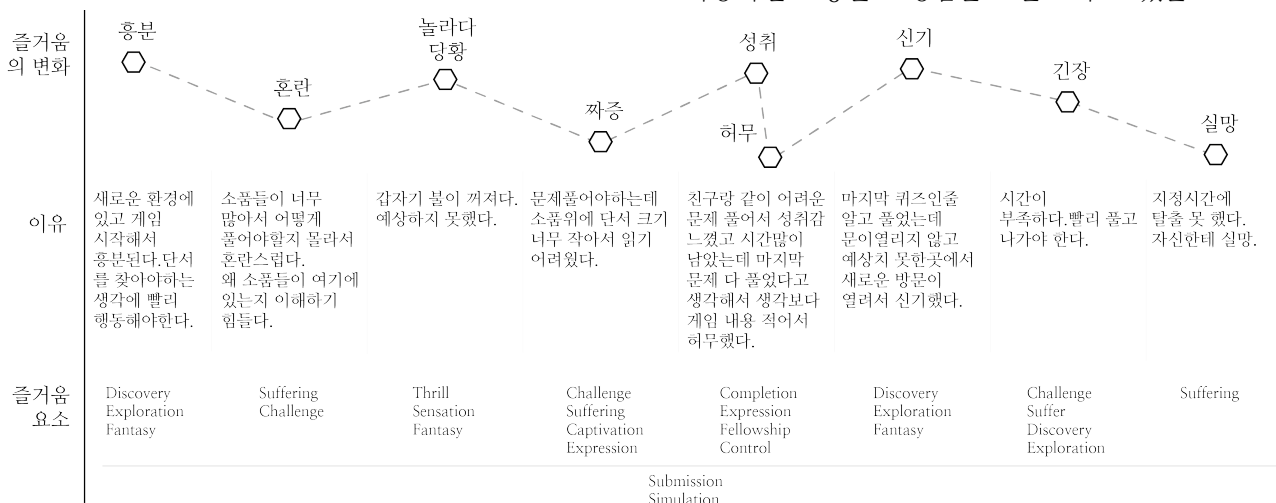 즐거움
의 변화
흥분
혼란
놀라다
당황
짜증
성취
허무
신기
긴장
실망
이유
새로운 환경에
있고 게임
시작해서
흥분된다.단서
를 찾아야하는
생각에 빨리
행동해야한다.
소품들이 너무
많아서 어떻게
풀어야할지 몰라서
혼란스럽다.
왜 소품들이 여기에
있는지 이해하기
힘들다.
갑자기 불이 꺼져다.
예상하지 못했다.
문제풀어야하는데
소품위에 단서 크기
너무 작아서 읽기
어려웠다.
친구랑 같이 어려운
문제 풀어서 성취감
느꼈고 시간많이
남았는데 마지막
문제 다 풀었다고
생각해서 생각보다
게임 내용 적어서
허무했다.
마지막 퀴즈인줄
알고 풀었는데
문이열리지 않고
예상치 못한곳에서
새로운 방문이
열려서 신기했다.
시간이
부족하다.빨리 풀고
나가야 한다.
지정시간에
탈출 못 했다.
자신한테 실망.
즐거움
요소
Discovery
Exploration
Fantasy
Suffering
Challenge
Thrill
Sensation
Fantasy
Challenge
Suffering
Captivation
Expression
Completion
Expression
Fellowship
Control
Discovery
Exploration
Fantasy
Challenge
Suffer
Discovery
Exploration
Suffering
Submission
Simulation